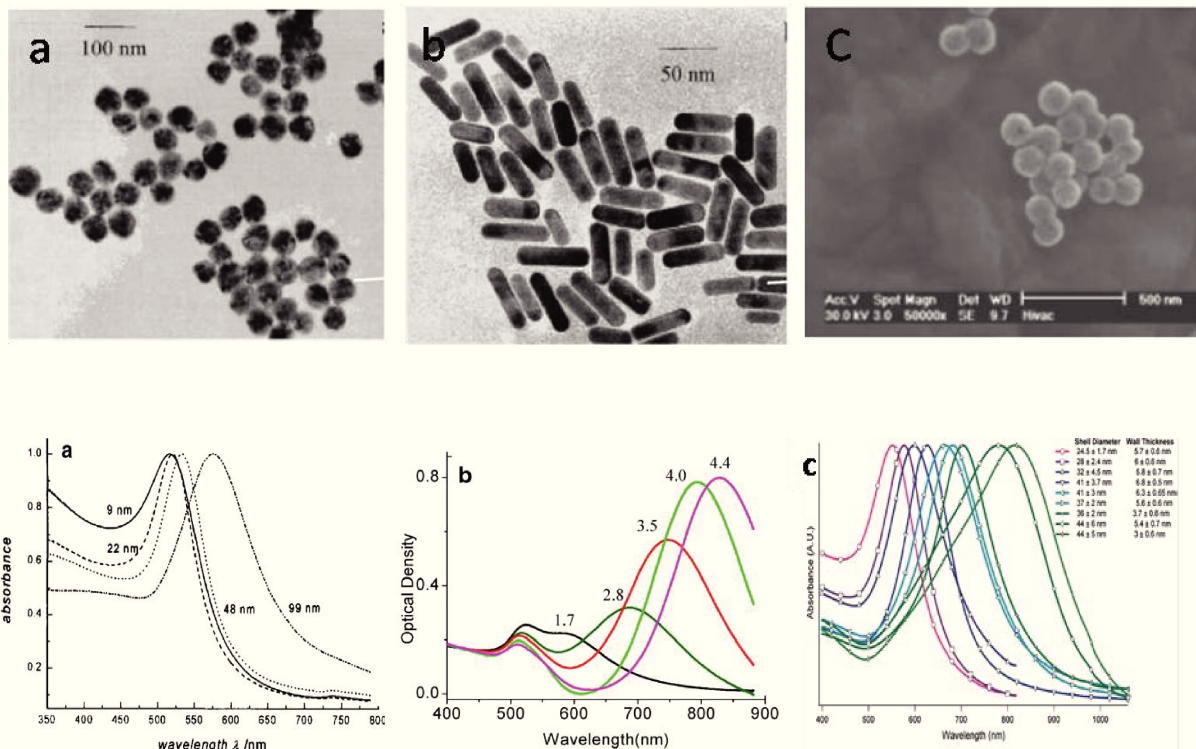 a
100 nm
b
50 nm
C
Acc.V Spot Magn Det WD 500 nm
30.0 kV 3.0 50000x SE 9.7 Hivac
a
absorbance
1.0
0.8
0.6
0.4
0.2
9 nm
22 nm
48 nm
99 nm
350 400 450 500 550 600 650 700 750 800
wavelength λ /nm
b
Optical Density
0.8
0.4
0.0
1.7
2.8
3.5
4.0
4.4
400 500 600 700 800 900
Wavelength(nm)
c
Absorbance (A.U.)
Shell Diameter Wall Thickness
24.5 ± 1.7 nm 5.7 ± 0.8 nm
28 ± 2.4 nm 6 ± 0.6 nm
32 ± 4.5 nm 5.8 ± 0.7 nm
41 ± 3.7 nm 6.8 ± 0.5 nm
41 ± 3 nm 6.3 ± 0.65 nm
37 ± 2 nm 5.6 ± 0.6 nm
36 ± 2 nm 3.7 ± 0.6 nm
44 ± 6 nm 5.4 ± 0.7 nm
44 ± 5 nm 3 ± 0.6 nm
400 500 600 700 800 900 1000
Wavelength (nm)